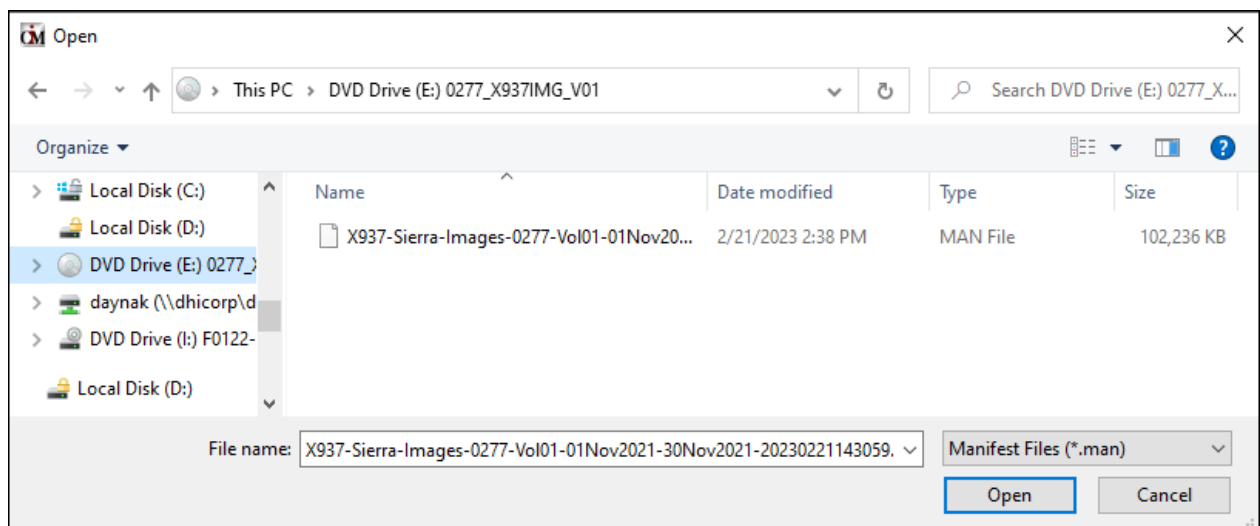 CM Open
This PC > DVD Drive (E:) 0277_X937IMG_V01
Search DVD Drive (E:) 0277_X...
Organize
Name Date modified Type Size
Local Disk (C:)
Local Disk (D:)
DVD Drive (E:) 0277_X
daynak (\\dhicorp\d
DVD Drive (I:) F0122-
Local Disk (D:)
X937-Sierra-Images-0277-Vol01-01Nov20... 2/21/2023 2:38 PM MAN File 102,236 KB
File name: X937-Sierra-Images-0277-Vol01-01Nov2021-30Nov2021-20230221143059. Manifest Files (*.man)
Open Cancel